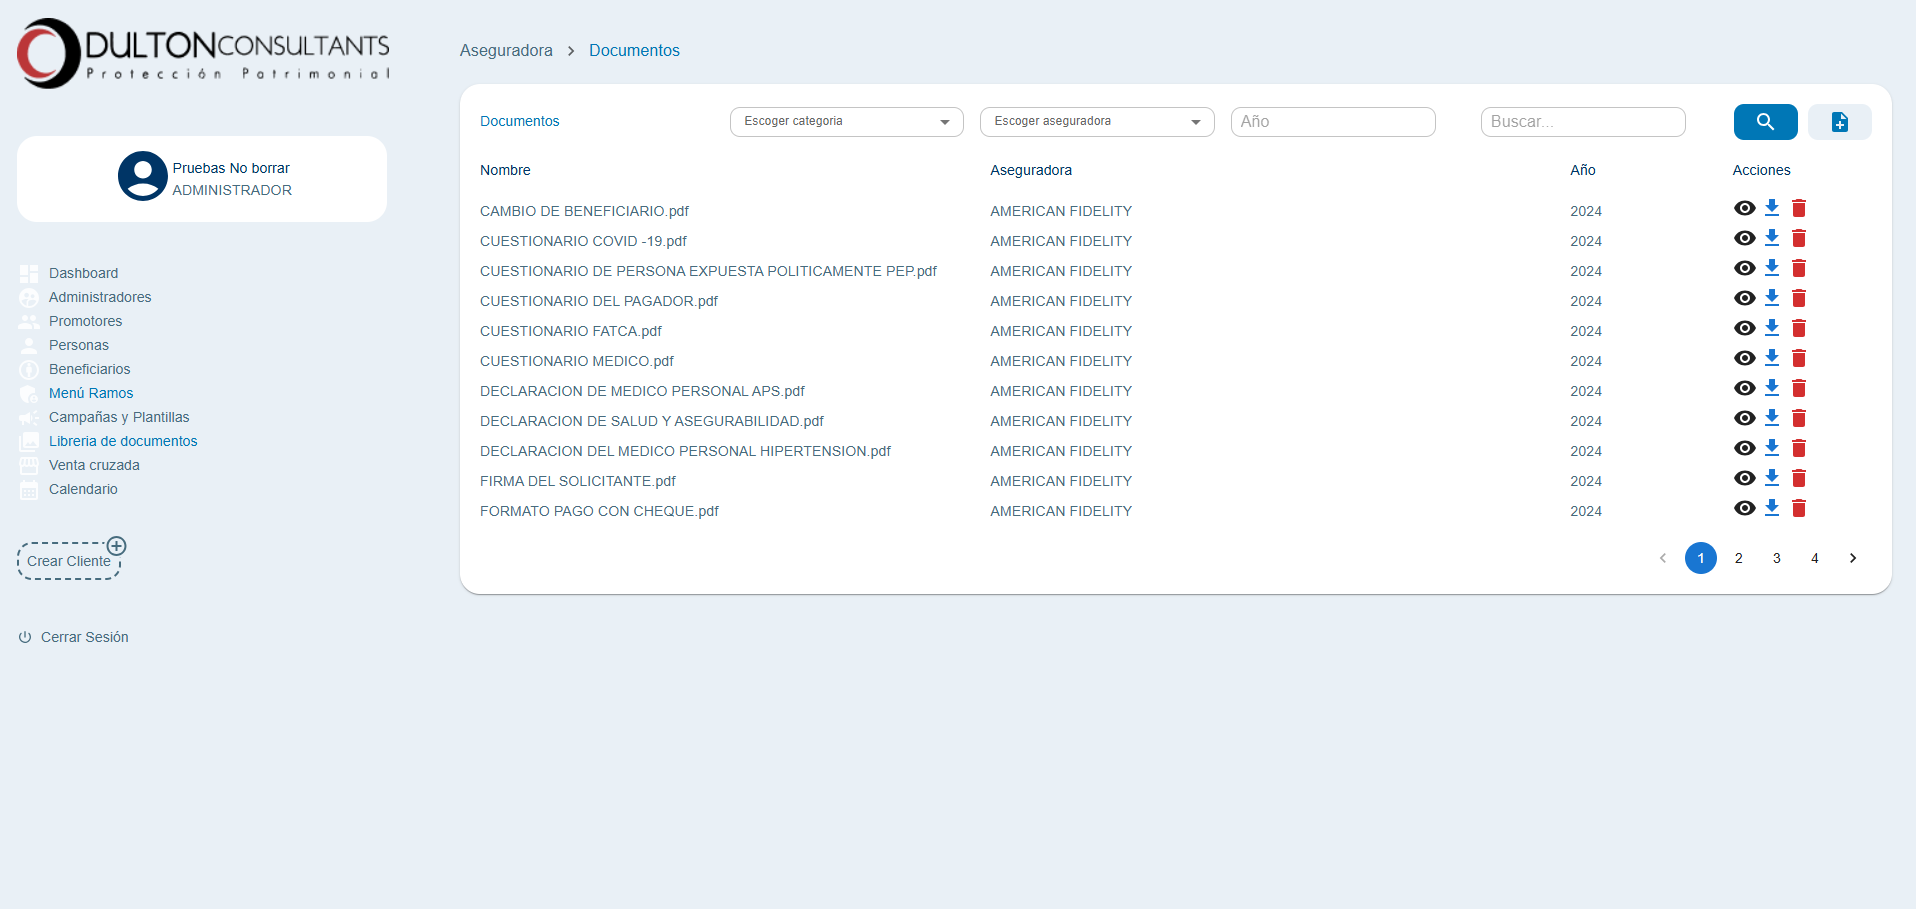 DULTONCONSULTANTS
Protección Patrimonial
Aseguradora > Documentos
Pruebas No borrar
ADMINISTRADOR
Dashboard
Administradores
Promotores
Personas
Beneficiarios
Menú Ramos
Campañas y Plantillas
Libreria de documentos
Venta cruzada
Calendario
Crear Cliente
Cerrar Sesión
Documentos Escoger categoria Escoger aseguradora Año Buscar...
Nombre Aseguradora Año Acciones
CAMBIO DE BENEFICIARIO.pdf AMERICAN FIDELITY 2024
CUESTIONARIO COVID -19.pdf AMERICAN FIDELITY 2024
CUESTIONARIO DE PERSONA EXPUESTA POLITICAMENTE PEP.pdf AMERICAN FIDELITY 2024
CUESTIONARIO DEL PAGADOR.pdf AMERICAN FIDELITY 2024
CUESTIONARIO FATCA.pdf AMERICAN FIDELITY 2024
CUESTIONARIO MEDICO.pdf AMERICAN FIDELITY 2024
DECLARACION DE MEDICO PERSONAL APS.pdf AMERICAN FIDELITY 2024
DECLARACION DE SALUD Y ASEGURABILIDAD.pdf AMERICAN FIDELITY 2024
DECLARACION DEL MEDICO PERSONAL HIPERTENSION.pdf AMERICAN FIDELITY 2024
FIRMA DEL SOLICITANTE.pdf AMERICAN FIDELITY 2024
FORMATO PAGO CON CHEQUE.pdf AMERICAN FIDELITY 2024
1 2 3 4